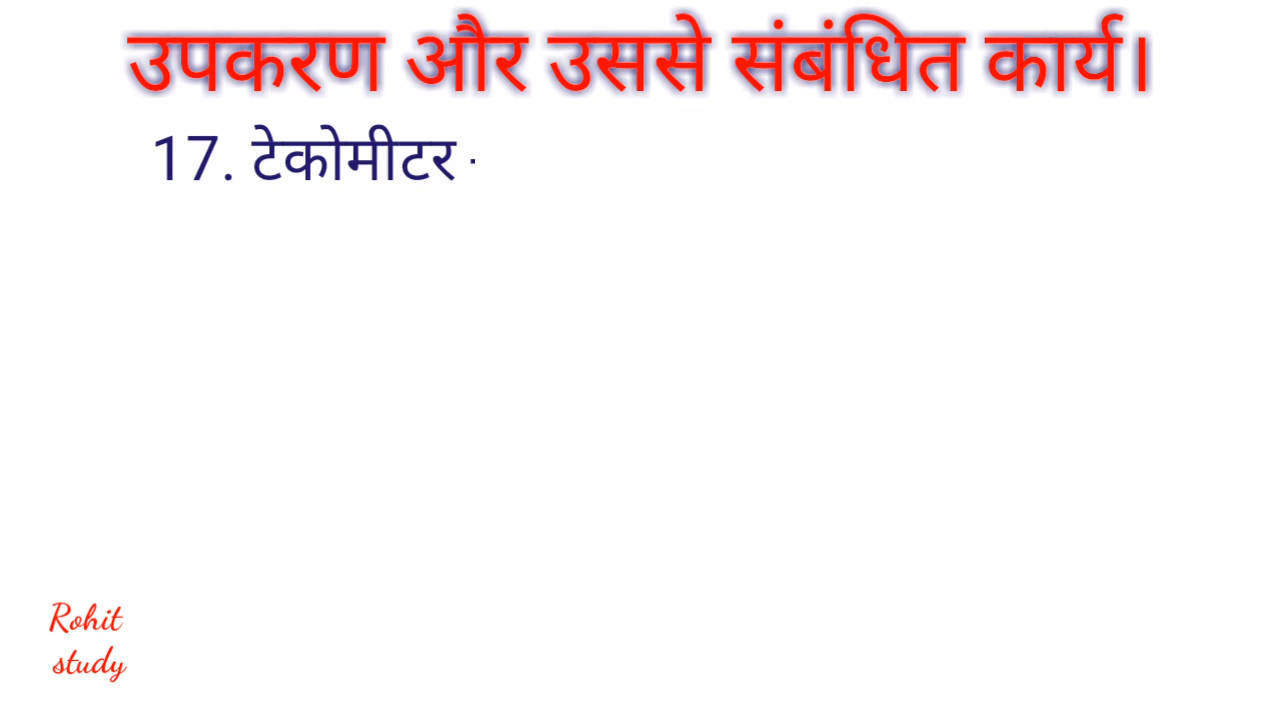 उपकरण और उससे संबंधित कार्य।
17. टेकोमीटर ·
Rohit
study